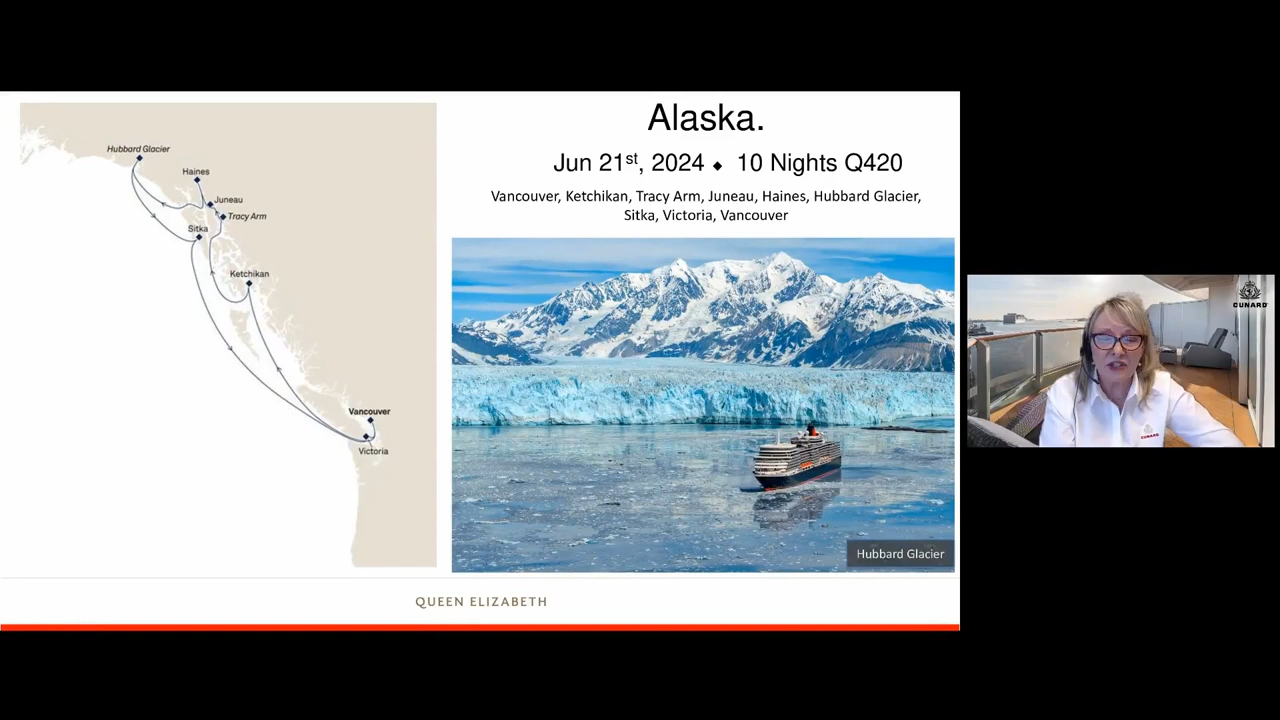 Alaska.
Jun 21st, 2024 ⬥ 10 Nights Q420
Vancouver, Ketchikan, Tracy Arm, Juneau, Haines, Hubbard Glacier,
Sitka, Victoria, Vancouver
Hubbard Glacier
Haines
Juneau
Tracy Arm
Sitka
Ketchikan
Vancouver
Victoria
Hubbard Glacier
QUEEN ELIZABETH
CUNARD
CUNARD